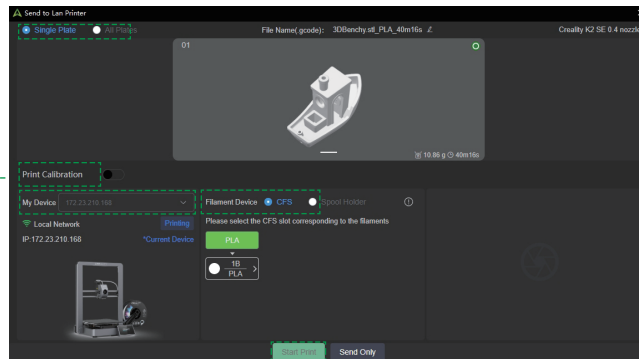 Send to Lan Printer
Single Plate All Plates File Name(.gcode): 3DBenchy.stl_PLA_40m16s Creality K2 SE 0.4 nozzle
01
10.86 g 40m16s
Print Calibration
My Device 172.23.210.168 Filament Device CFS Spool Holder
Local Network Printing Please select the CFS slot corresponding to the filaments
IP:172.23.210.168 *Current Device PLA
1B
PLA
Start Print Send Only